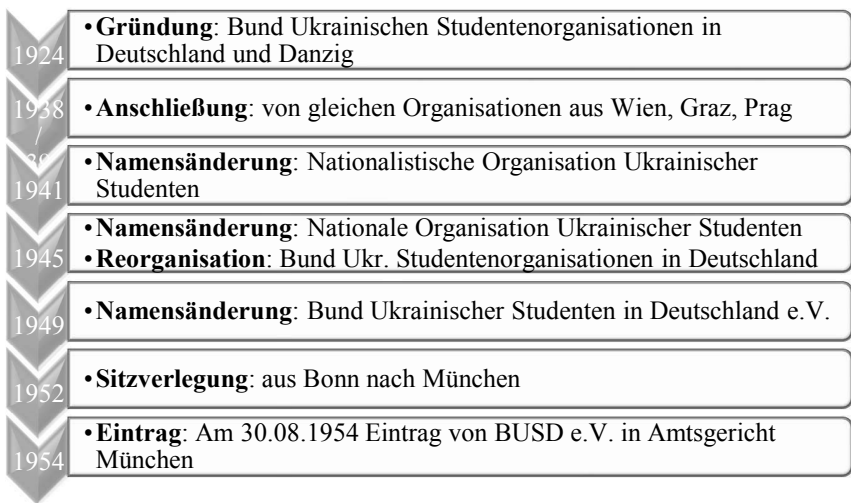 1924
•Gründung: Bund Ukrainischen Studentenorganisationen in
Deutschland und Danzig
1938
/
39
•Anschließung: von gleichen Organisationen aus Wien, Graz, Prag
1941
•Namensänderung: Nationalistische Organisation Ukrainischer
Studenten
1945
•Namensänderung: Nationale Organisation Ukrainischer Studenten
•Reorganisation: Bund Ukr. Studentenorganisationen in Deutschland
1949
•Namensänderung: Bund Ukrainischer Studenten in Deutschland e.V.
1952
•Sitzverlegung: aus Bonn nach München
1954
•Eintrag: Am 30.08.1954 Eintrag von BUSD e.V. in Amtsgericht
München